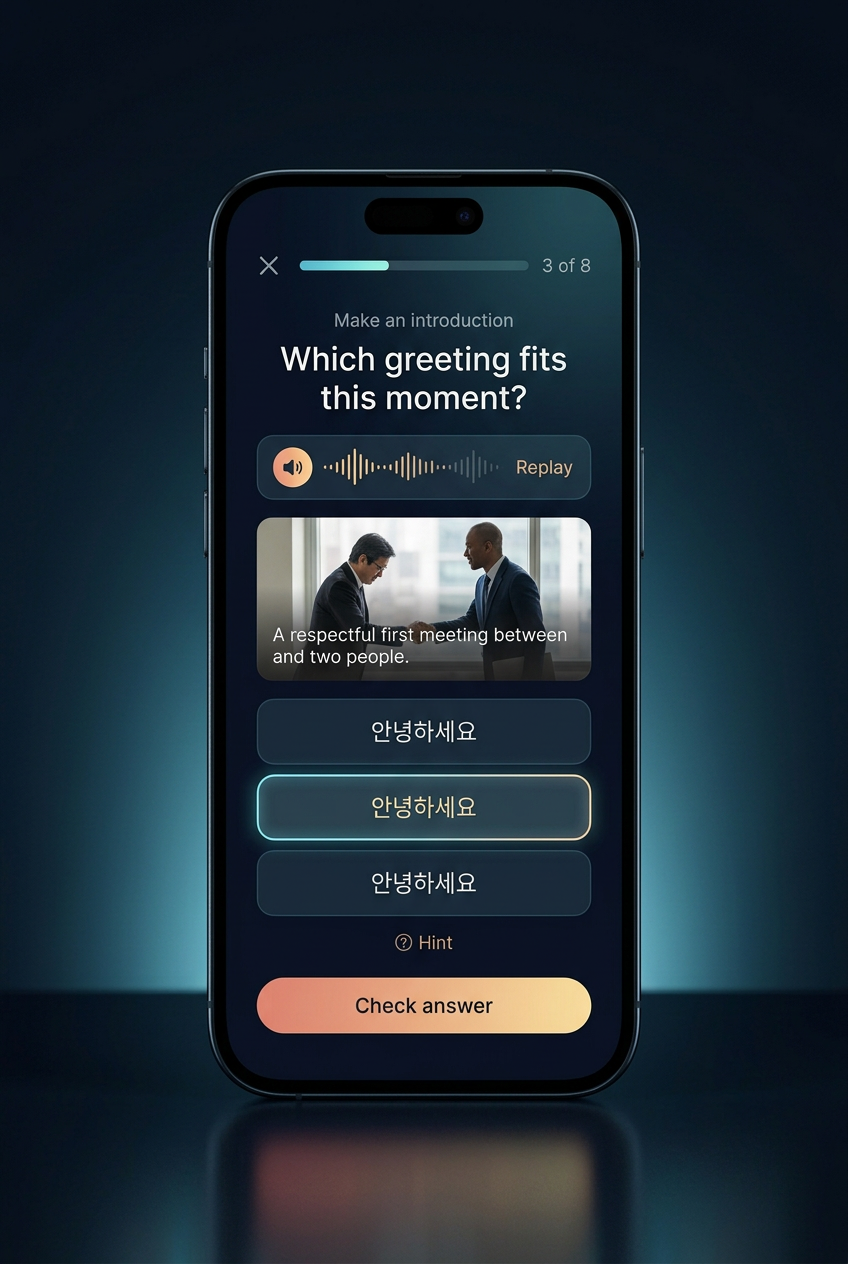 3 of 8
Make an introduction
Which greeting fits
this moment?
Replay
A respectful first meeting between
and two people.
안녕하세요
안녕하세요
안녕하세요
Hint
Check answer